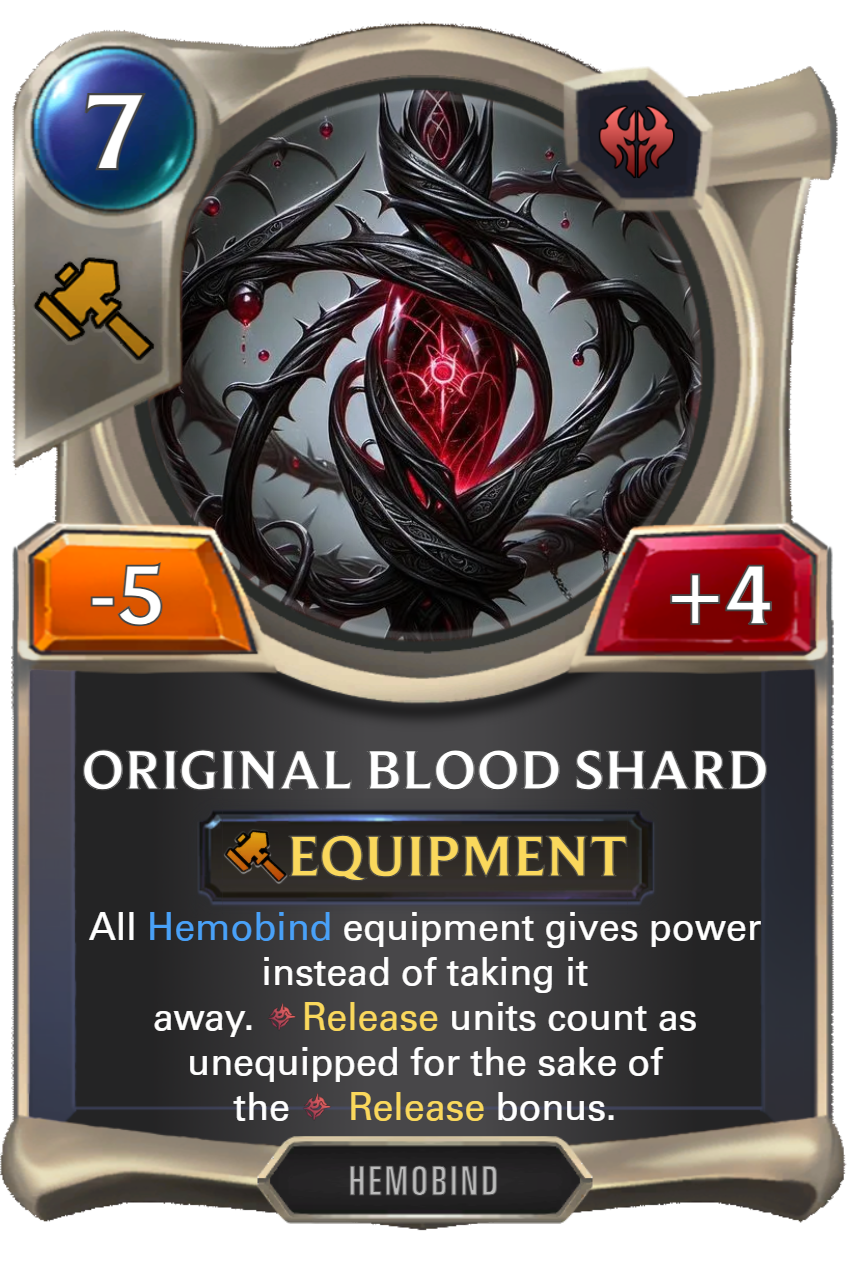 7
-5
+4
ORIGINAL BLOOD SHARD
EQUIPMENT
All Hemobind equipment gives power
instead of taking it
away. Release units count as
unequipped for the sake of
the Release bonus.
HEMOBIND